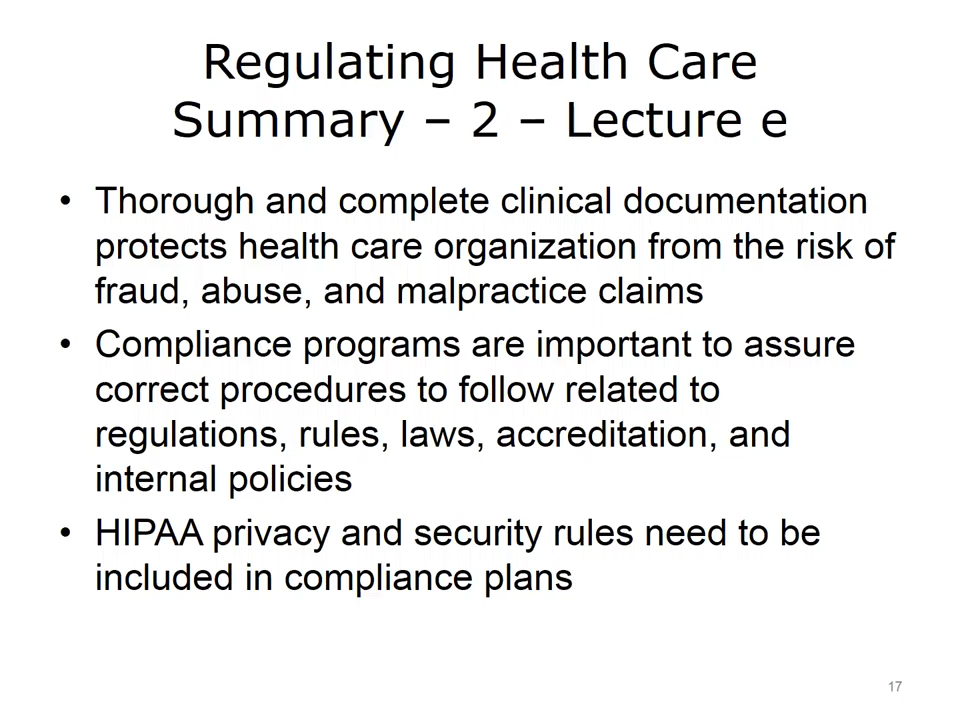 Regulating Health Care
Summary – 2 – Lecture e
• Thorough and complete clinical documentation
protects health care organization from the risk of
fraud, abuse, and malpractice claims
• Compliance programs are important to assure
correct procedures to follow related to
regulations, rules, laws, accreditation, and
internal policies
• HIPAA privacy and security rules need to be
included in compliance plans
17